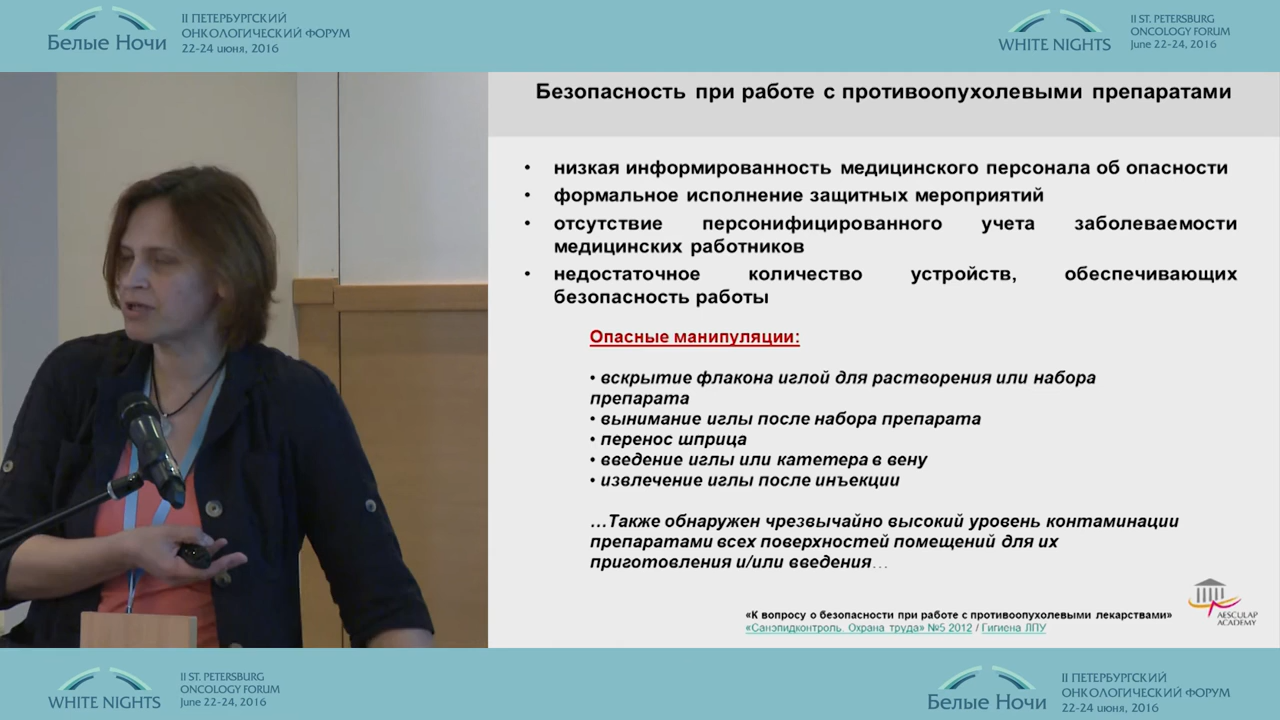 II ПЕТЕРБУРГСКИЙ
ОНКОЛОГИЧЕСКИЙ ФОРУМ
Белые Ночи
22-24 июня, 2016
II ST. PETERSBURG
ONCOLOGY FORUM
WHITE NIGHTS
June 22-24, 2016
Безопасность при работе с противоопухолевыми препаратами
• низкая информированность медицинского персонала об опасности
• формальное исполнение защитных мероприятий
• отсутствие персонифицированного учета заболеваемости
медицинских работников
• недостаточное количество устройств, обеспечивающих
безопасность работы
Опасные манипуляции:
• вскрытие флакона иглой для растворения или набора
препарата
• вынимание иглы после набора препарата
• перенос шприца
• введение иглы или катетера в вену
• извлечение иглы после инъекции
…Также обнаружен чрезвычайно высокий уровень контаминации
препаратами всех поверхностей помещений для их
приготовления и/или введения…
«К вопросу о безопасности при работе с противоопухолевыми лекарствами»
«Санэпидконтроль. Охрана труда» №5 2012 / Гигиена ЛПУ
AESCULAP
ACADEMY
II ST. PETERSBURG
ONCOLOGY FORUM
WHITE NIGHTS
June 22-24, 2016
II ПЕТЕРБУРГСКИЙ
ОНКОЛОГИЧЕСКИЙ ФОРУМ
Белые Ночи
22-24 июня, 2016